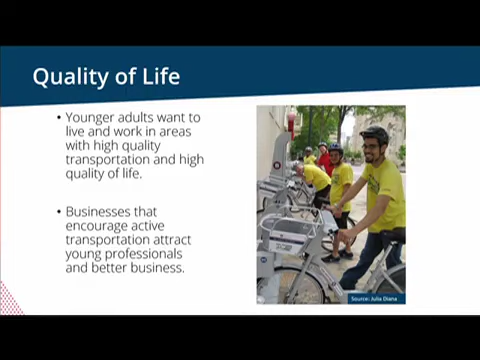 Quality of Life
• Younger adults want to
live and work in areas
with high quality
transportation and high
quality of life.
• Businesses that
encourage active
transportation attract
young professionals
and better business.
Source: Julia Diana